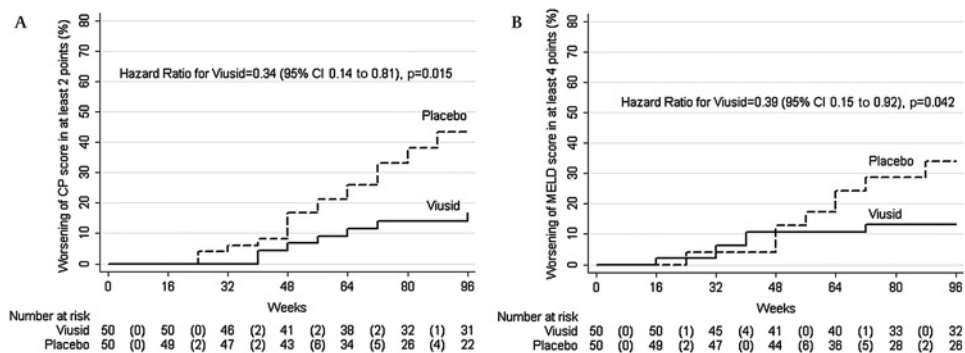 A
Worsening of CP score in at least 2 points (%)
80
70
60
50
40
30
20
10
0
Hazard Ratio for Viusid=0.34 (95% CI 0.14 to 0.81), p=0.015
Placebo
Viusid
0 16 32 48 64 80 96
Weeks
Number at risk
Viusid 50 (0) 50 (0) 46 (2) 41 (2) 38 (2) 32 (1) 31
Placebo 50 (0) 49 (2) 47 (2) 43 (6) 34 (5) 26 (4) 22
B
Worsening of MELD score in at least 4 points (%)
80
70
60
50
40
30
20
10
0
Hazard Ratio for Viusid=0.39 (95% CI 0.15 to 0.92), p=0.042
Placebo
Viusid
0 16 32 48 64 80 96
Weeks
Number at risk
Viusid 50 (0) 50 (1) 45 (4) 41 (0) 40 (1) 33 (0) 32
Placebo 50 (0) 49 (2) 47 (0) 44 (8) 36 (5) 28 (2) 26